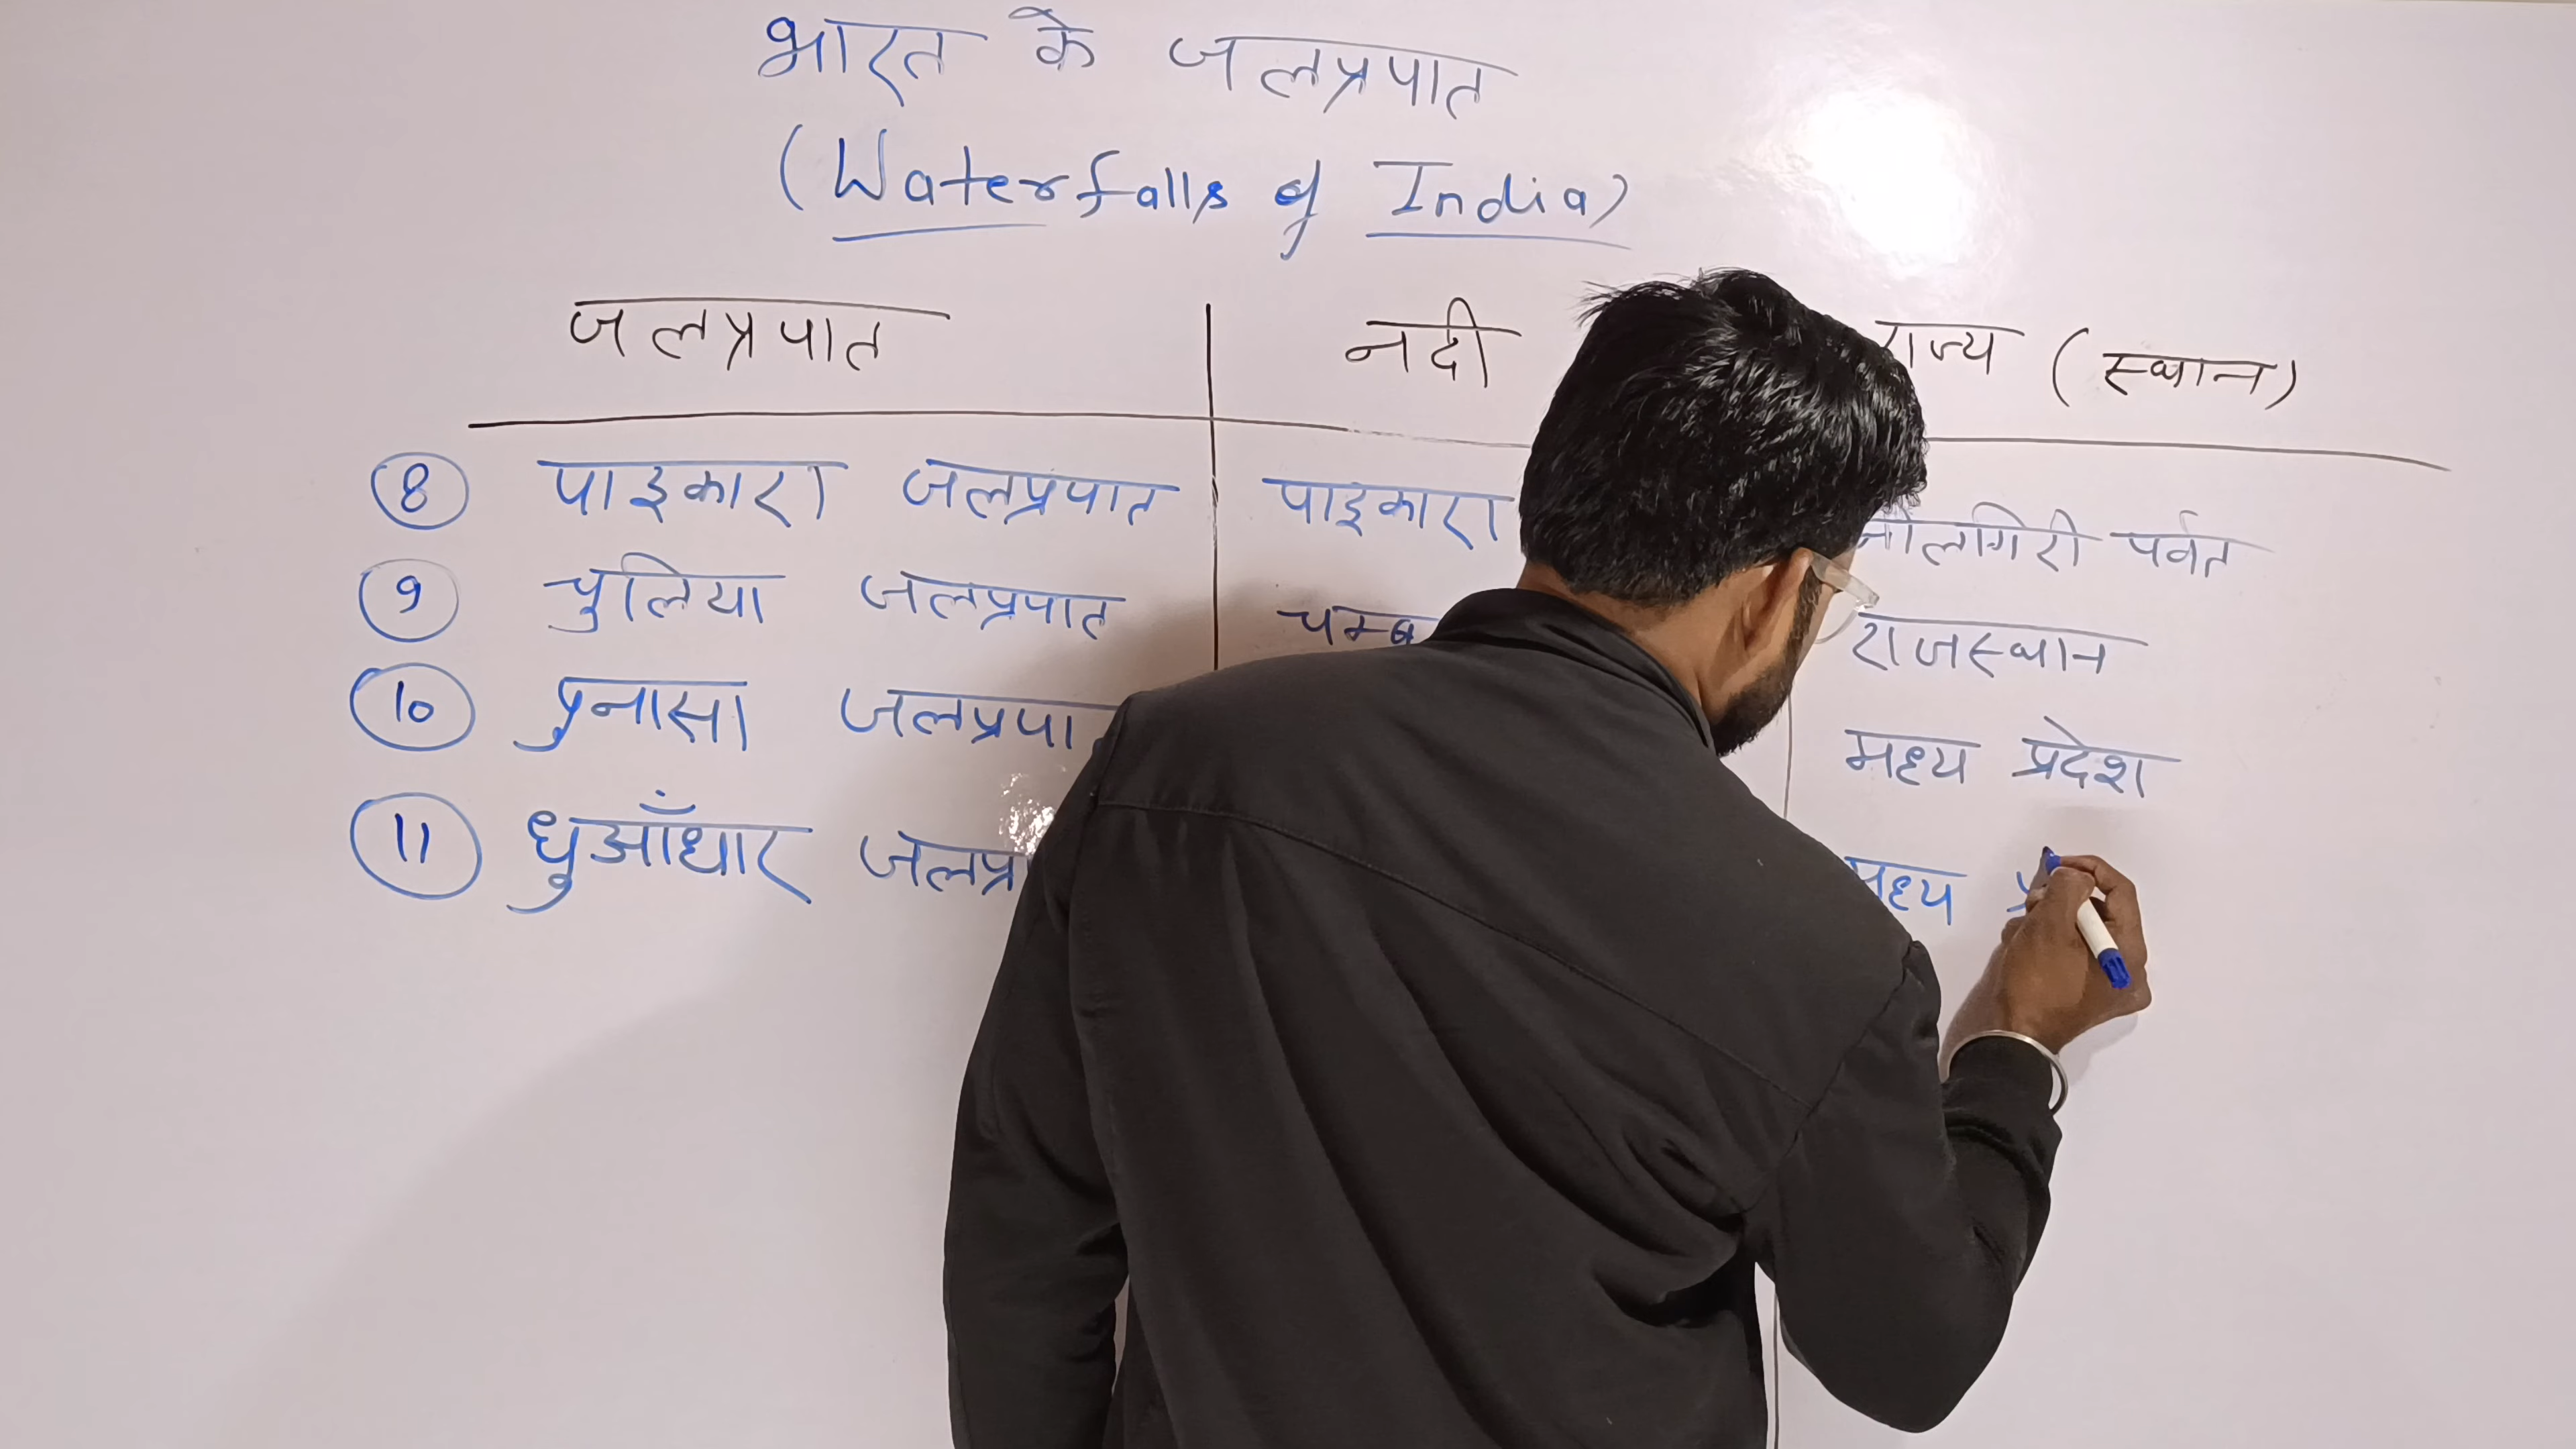 भारत के जलप्रपात
(Waterfalls of India)
जलप्रपात नदी राज्य (स्थान)
8 पाइकारा जलप्रपात पाइकारा नीलगिरी पर्वत
9 चुलिया जलप्रपात राजस्थान
10 पुनासा जलप्रपा मध्य प्रदेश
11 धुआँधार जलप्र मध्य